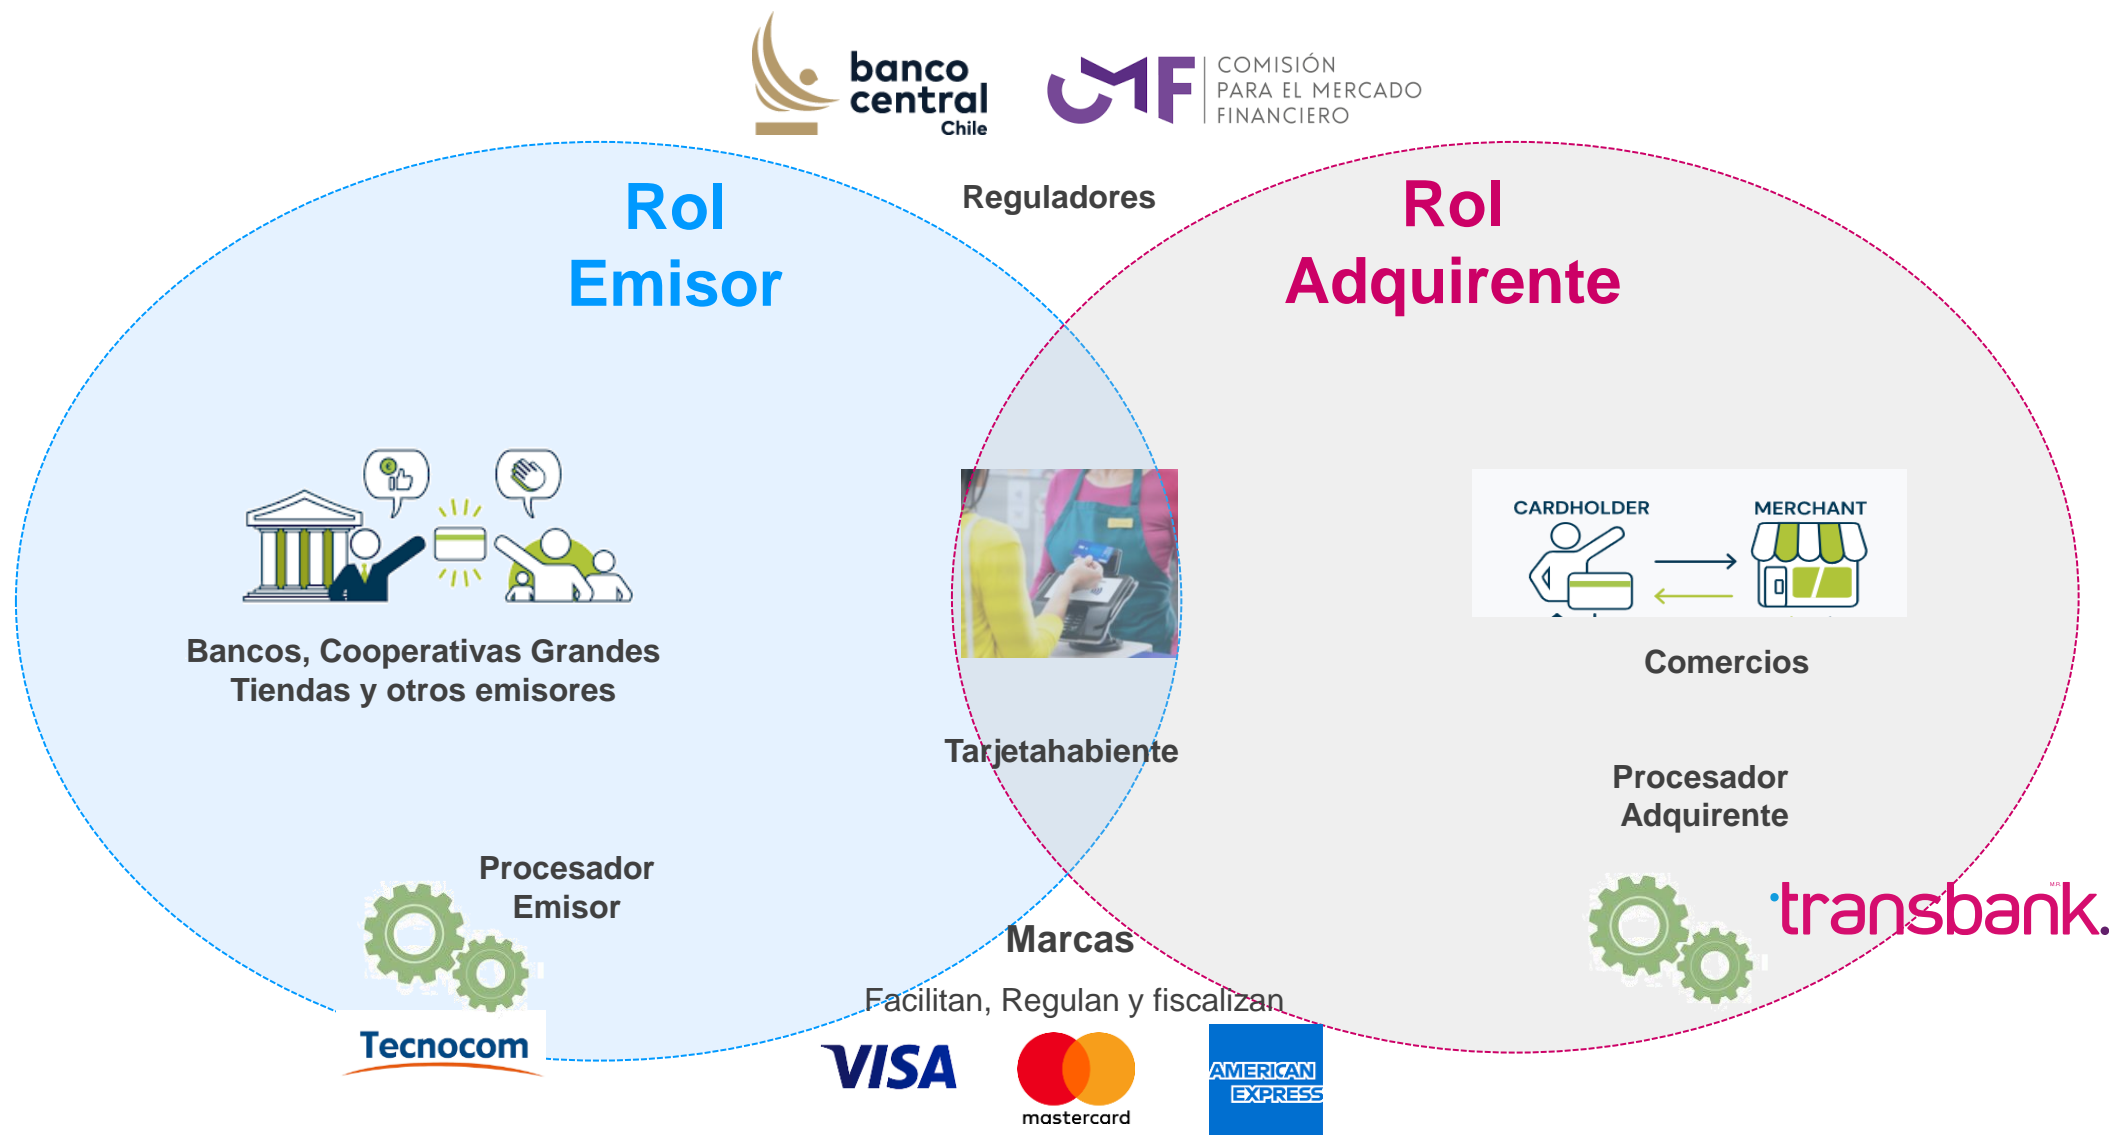 banco
central
Chile
CMF
COMISIÓN
PARA EL MERCADO
FINANCIERO
Reguladores
Rol
Emisor
Rol
Adquirente
CARDHOLDER
MERCHANT
Bancos, Cooperativas Grandes
Tiendas y otros emisores
Comercios
Tarjetahabiente
Procesador
Adquirente
Procesador
Emisor
transbank.
M.R.
Marcas
Facilitan, Regulan y fiscalizan
Tecnocom
VISA
mastercard
AMERICAN
EXPRESS